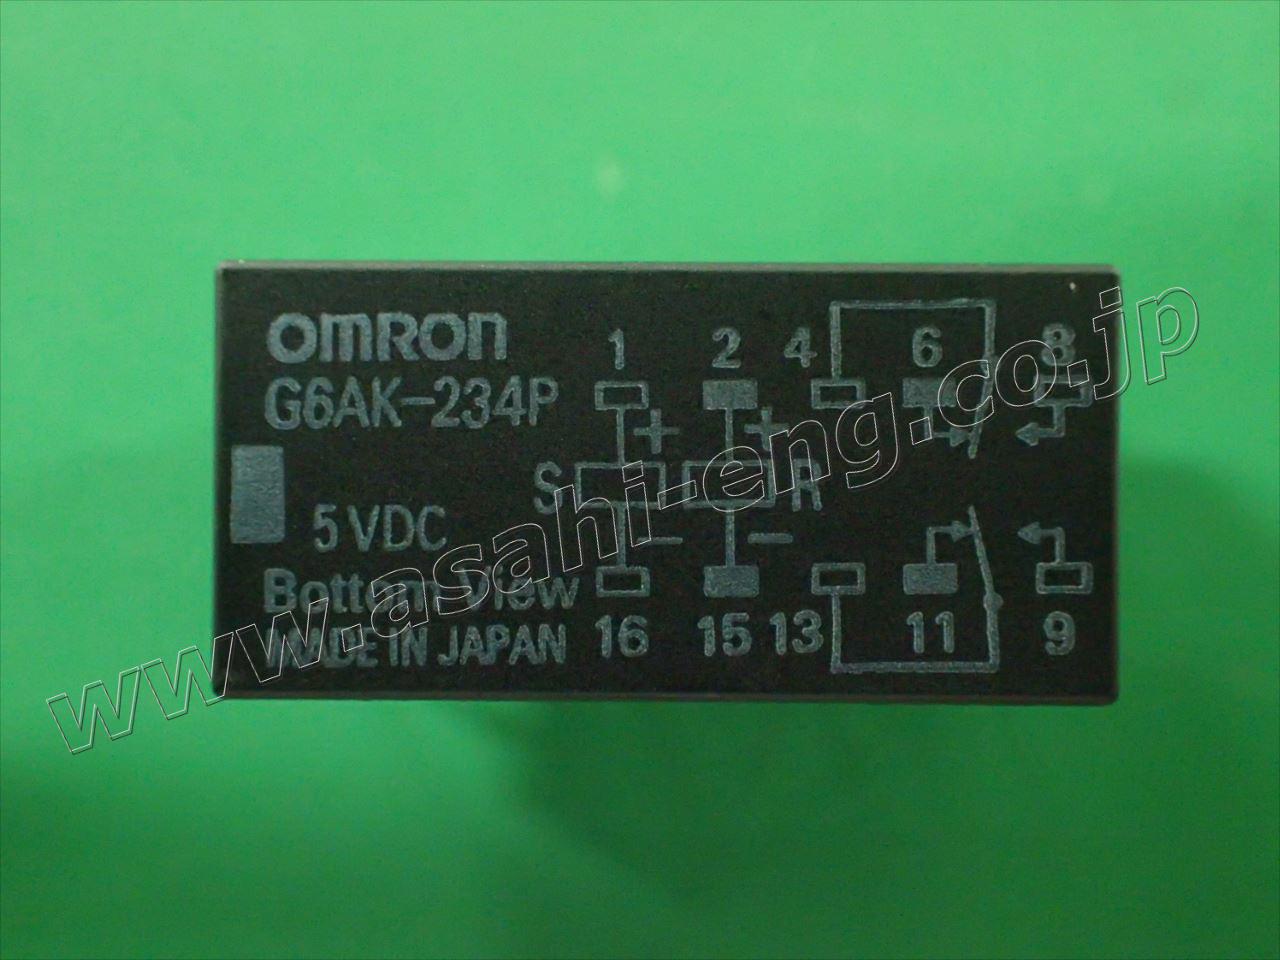 OMRON
G6AK-234P
5 VDC
Bottom View
MADE IN JAPAN
1 2 4 6 8
+ +
S R
− −
16 15 13 11 9
www.asahi-eng.co.jp